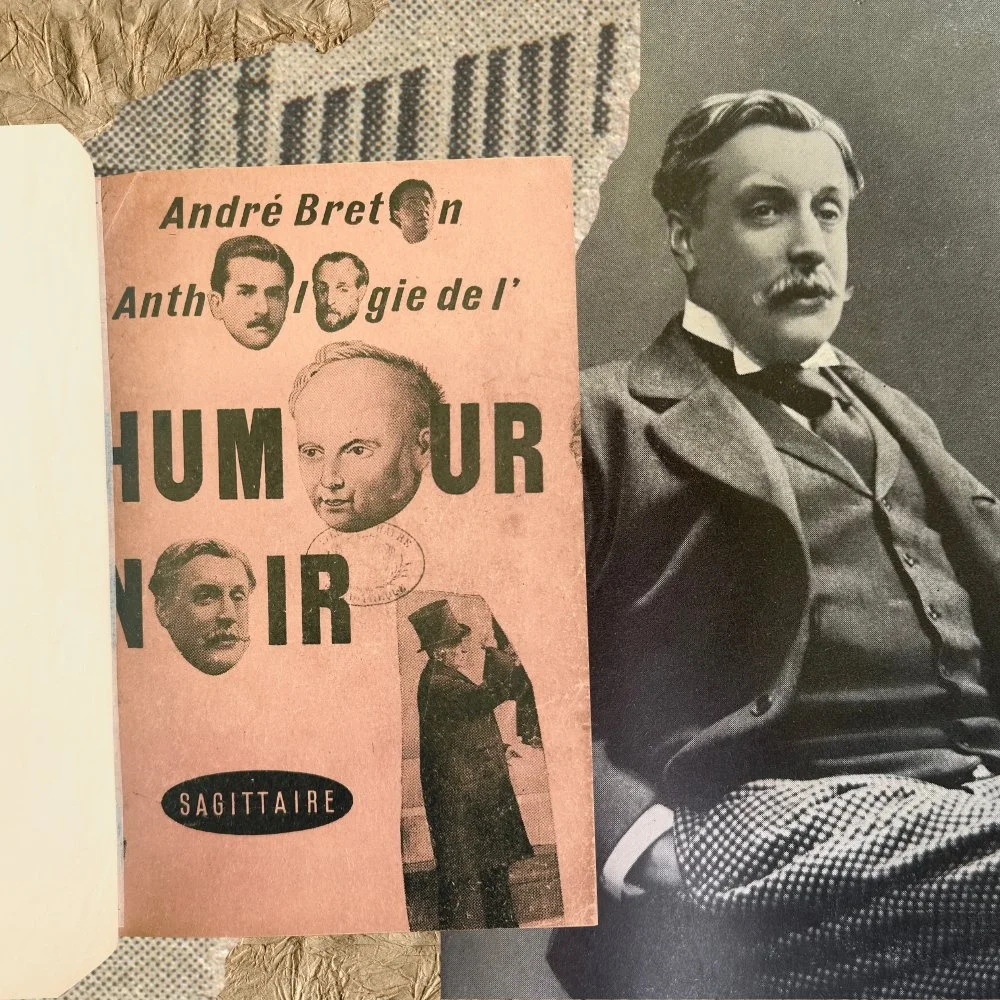 André Bret n
Anth l gie de l'
HUM UR
N IR
SAGITTAIRE